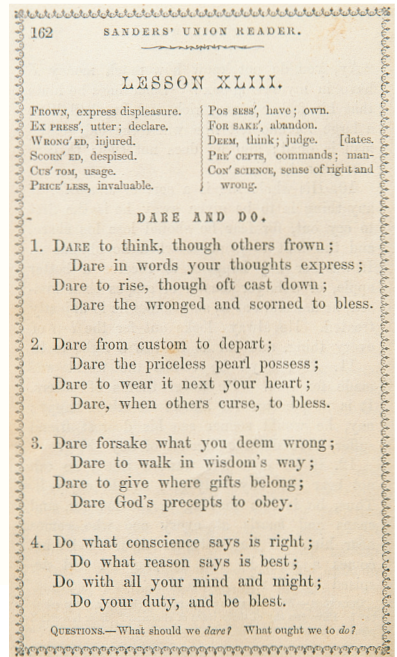 162 SANDERS' UNION READER.
LESSON XLIII.
FROWN, express displeasure.
EX PRESS', utter; declare.
WRONG' ED, injured.
SCORN' ED, despised.
CUS' TOM, usage.
PRICE' LESS, invaluable.
POS SESS', have; own.
FOR SAKE', abandon.
DEEM, think; judge. [dates.
PRE' CEPTS, commands; man-
CON' SCIENCE, sense of right and
wrong.
DARE AND DO.
1. DARE to think, though others frown;
Dare in words your thoughts express;
Dare to rise, though oft cast down;
Dare the wronged and scorned to bless.
2. Dare from custom to depart;
Dare the priceless pearl possess;
Dare to wear it next your heart;
Dare, when others curse, to bless.
3. Dare forsake what you deem wrong;
Dare to walk in wisdom's way;
Dare to give where gifts belong;
Dare God's precepts to obey.
4. Do what conscience says is right;
Do what reason says is best;
Do with all your mind and might;
Do your duty, and be blest.
QUESTIONS.—What should we dare? What ought we to do?